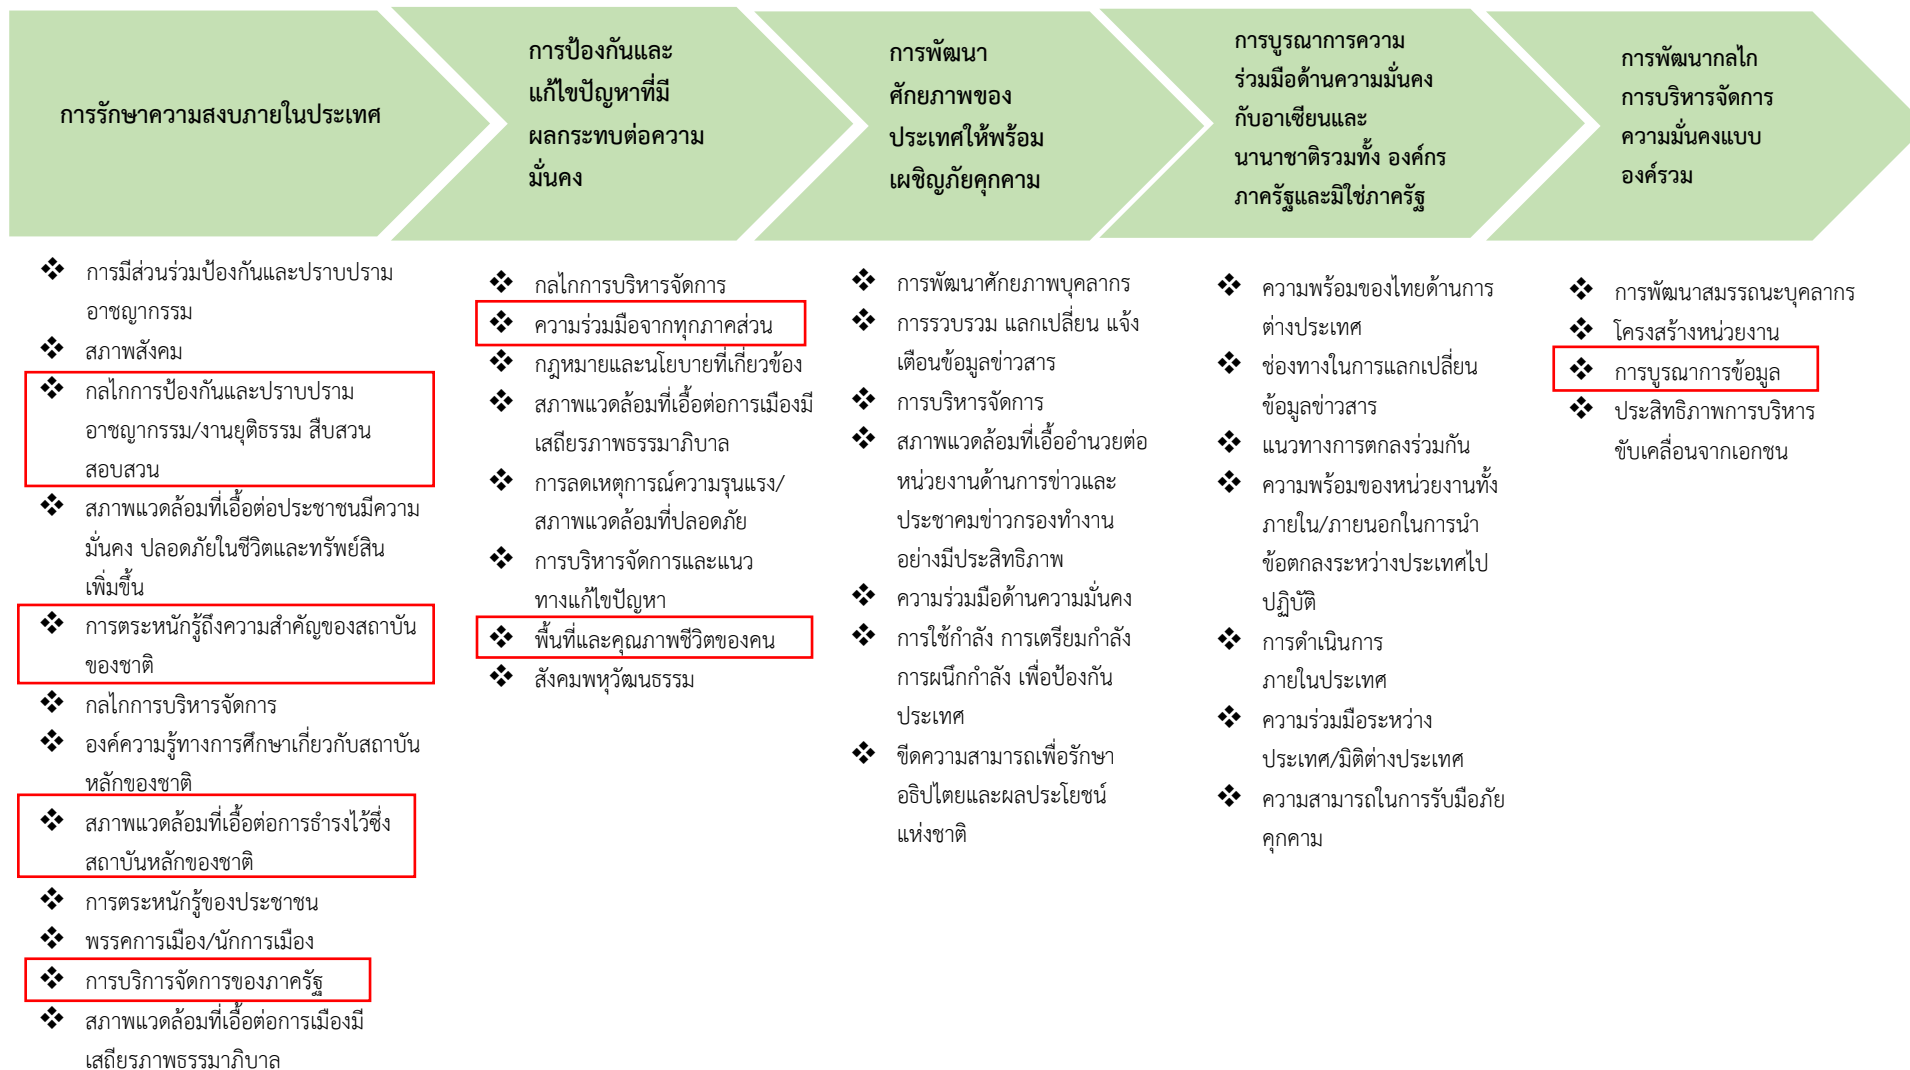 การรักษาความสงบภายในประเทศ
การป้องกันและ
แก้ไขปัญหาที่มี
ผลกระทบต่อความ
มั่นคง
การพัฒนา
ศักยภาพของ
ประเทศให้พร้อม
เผชิญภัยคุกคาม
การบูรณาการความ
ร่วมมือด้านความมั่นคง
กับอาเซียนและ
นานาชาติรวมทั้ง องค์กร
ภาครัฐและมิใช่ภาครัฐ
การพัฒนากลไก
การบริหารจัดการ
ความมั่นคงแบบ
องค์รวม
❖ การมีส่วนร่วมป้องกันและปราบปราม
อาชญากรรม
❖ สภาพสังคม
❖ กลไกการป้องกันและปราบปราม
อาชญากรรม/งานยุติธรรม สืบสวน
สอบสวน
❖ สภาพแวดล้อมที่เอื้อต่อประชาชนมีความ
มั่นคง ปลอดภัยในชีวิตและทรัพย์สิน
เพิ่มขึ้น
❖ การตระหนักรู้ถึงความสำคัญของสถาบัน
ของชาติ
❖ กลไกการบริหารจัดการ
❖ องค์ความรู้ทางการศึกษาเกี่ยวกับสถาบัน
หลักของชาติ
❖ สภาพแวดล้อมที่เอื้อต่อการธำรงไว้ซึ่ง
สถาบันหลักของชาติ
❖ การตระหนักรู้ของประชาชน
❖ พรรคการเมือง/นักการเมือง
❖ การบริการจัดการของภาครัฐ
❖ สภาพแวดล้อมที่เอื้อต่อการเมืองมี
เสถียรภาพธรรมาภิบาล
❖ กลไกการบริหารจัดการ
❖ ความร่วมมือจากทุกภาคส่วน
❖ กฎหมายและนโยบายที่เกี่ยวข้อง
❖ สภาพแวดล้อมที่เอื้อต่อการเมืองมี
เสถียรภาพธรรมาภิบาล
❖ การลดเหตุการณ์ความรุนแรง/
สภาพแวดล้อมที่ปลอดภัย
❖ การบริหารจัดการและแนว
ทางแก้ไขปัญหา
❖ พื้นที่และคุณภาพชีวิตของคน
❖ สังคมพหุวัฒนธรรม
❖ การพัฒนาศักยภาพบุคลากร
❖ การรวบรวม แลกเปลี่ยน แจ้ง
เตือนข้อมูลข่าวสาร
❖ การบริหารจัดการ
❖ สภาพแวดล้อมที่เอื้ออำนวยต่อ
หน่วยงานด้านการข่าวและ
ประชาคมข่าวกรองทำงาน
อย่างมีประสิทธิภาพ
❖ ความร่วมมือด้านความมั่นคง
❖ การใช้กำลัง การเตรียมกำลัง
การผนึกกำลัง เพื่อป้องกัน
ประเทศ
❖ ขีดความสามารถเพื่อรักษา
อธิปไตยและผลประโยชน์
แห่งชาติ
❖ ความพร้อมของไทยด้านการ
ต่างประเทศ
❖ ช่องทางในการแลกเปลี่ยน
ข้อมูลข่าวสาร
❖ แนวทางการตกลงร่วมกัน
❖ ความพร้อมของหน่วยงานทั้ง
ภายใน/ภายนอกในการนำ
ข้อตกลงระหว่างประเทศไป
ปฏิบัติ
❖ การดำเนินการ
ภายในประเทศ
❖ ความร่วมมือระหว่าง
ประเทศ/มิติต่างประเทศ
❖ ความสามารถในการรับมือภัย
คุกคาม
❖ การพัฒนาสมรรถนะบุคลากร
❖ โครงสร้างหน่วยงาน
❖ การบูรณาการข้อมูล
❖ ประสิทธิภาพการบริหาร
ขับเคลื่อนจากเอกชน